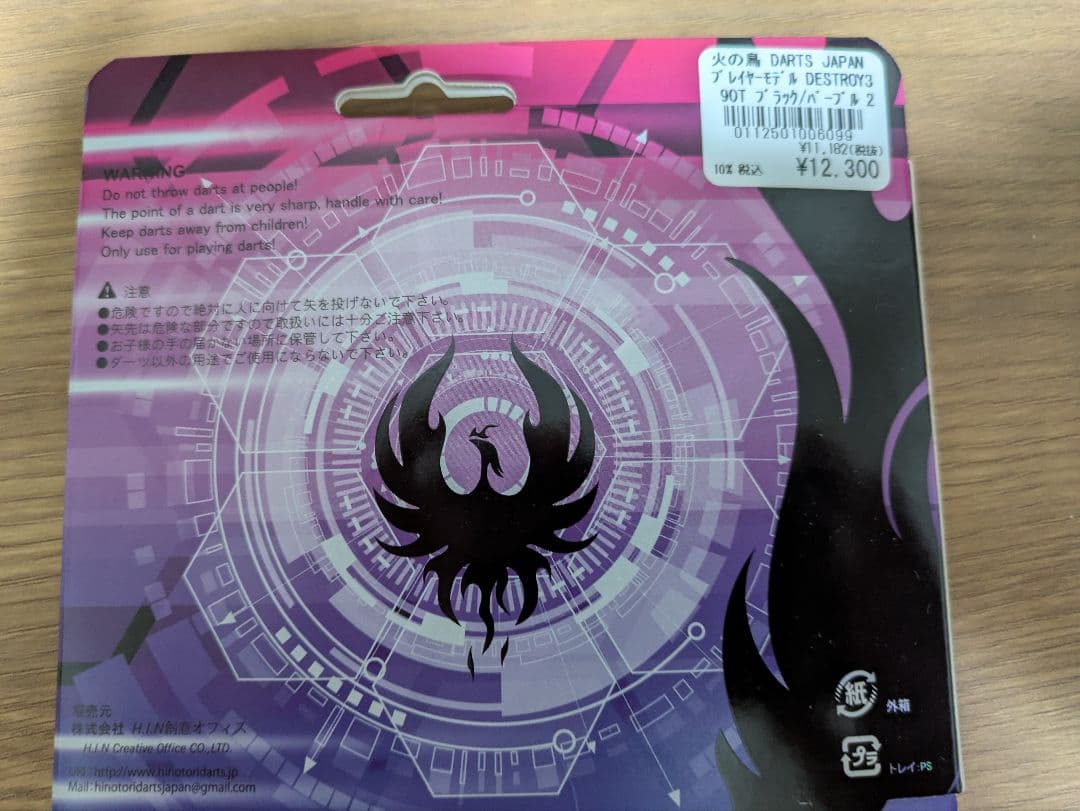 火の鳥 DARTS JAPAN
プレイヤーモデル DESTROY3
90T ブラック/パープル 2
0112501006099
¥11,182(税抜)
10% 税込 ¥12,300
WARNING
Do not throw darts at people!
The point of a dart is very sharp, handle with care!
Keep darts away from children!
Only use for playing darts!
注意
●危険ですので絶対に人に向けて矢を投げないで下さい。
●矢先は危険な部分ですので取扱いには十分ご注意下さい。
●お子様の手の届かない場所に保管して下さい。
●ダーツ以外の用途でご使用にならないで下さい。
発売元
株式会社 H.I.N創意オフィス
H.I.N Creative Office CO.,LTD.
URL:http://www.hinotoridarts.jp
Mail:hinotoridartsjapan@gmail.com
紙 外箱
プラ トレイ:PS